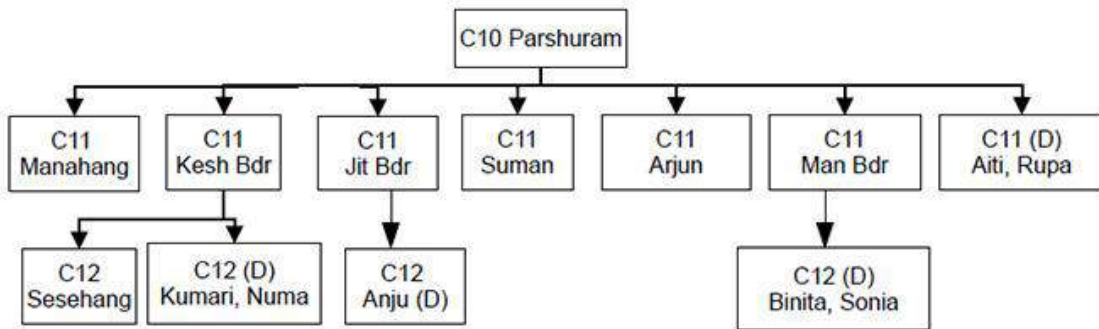 C10 Parshuram
C11
Manahang
C11
Kesh Bdr
C11
Jit Bdr
C11
Suman
C11
Arjun
C11
Man Bdr
C11 (D)
Aiti, Rupa
C12
Sesehang
C12 (D)
Kumari, Numa
C12
Anju (D)
C12 (D)
Binita, Sonia